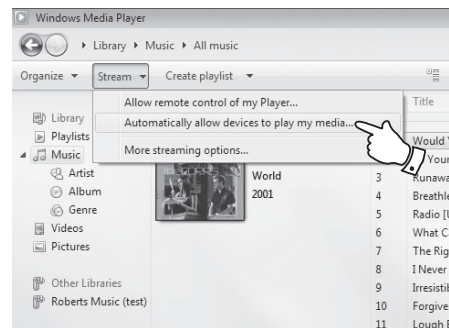 Windows Media Player
Library Music All music
Organize Stream Create playlist
Allow remote control of my Player...
Automatically allow devices to play my media...
More streaming options...
Title
Library
Playlists
Music
Artist
Album
Genre
Videos
Pictures
Other Libraries
Roberts Music (test)
World
2001
Would
Your
3 Runawa
4 Breathle
5 Radio [U
6 What C
7 The Rig
8 I Never
9 Irresistib
10 Forgive
11 Lough E